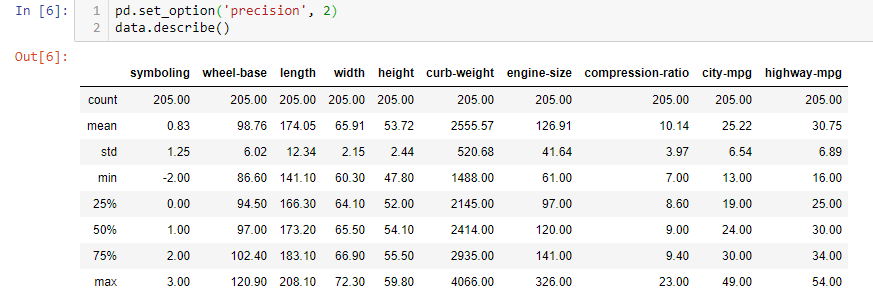 In [6]: 1 pd.set_option('precision', 2)
2 data.describe()
Out[6]:
symboling wheel-base length width height curb-weight engine-size compression-ratio city-mpg highway-mpg
count 205.00 205.00 205.00 205.00 205.00 205.00 205.00 205.00 205.00 205.00
mean 0.83 98.76 174.05 65.91 53.72 2555.57 126.91 10.14 25.22 30.75
std 1.25 6.02 12.34 2.15 2.44 520.68 41.64 3.97 6.54 6.89
min -2.00 86.60 141.10 60.30 47.80 1488.00 61.00 7.00 13.00 16.00
25% 0.00 94.50 166.30 64.10 52.00 2145.00 97.00 8.60 19.00 25.00
50% 1.00 97.00 173.20 65.50 54.10 2414.00 120.00 9.00 24.00 30.00
75% 2.00 102.40 183.10 66.90 55.50 2935.00 141.00 9.40 30.00 34.00
max 3.00 120.90 208.10 72.30 59.80 4066.00 326.00 23.00 49.00 54.00